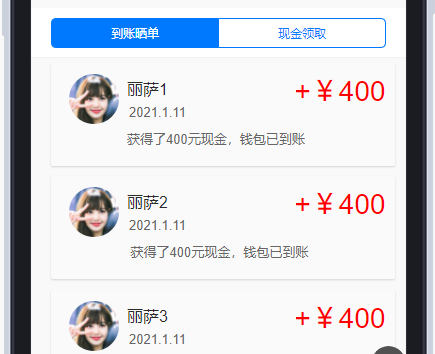 到账晒单
现金领取
丽萨1
+￥400
2021.1.11
获得了400元现金，钱包已到账
丽萨2
+￥400
2021.1.11
获得了400元现金，钱包已到账
丽萨3
+￥400
2021.1.11